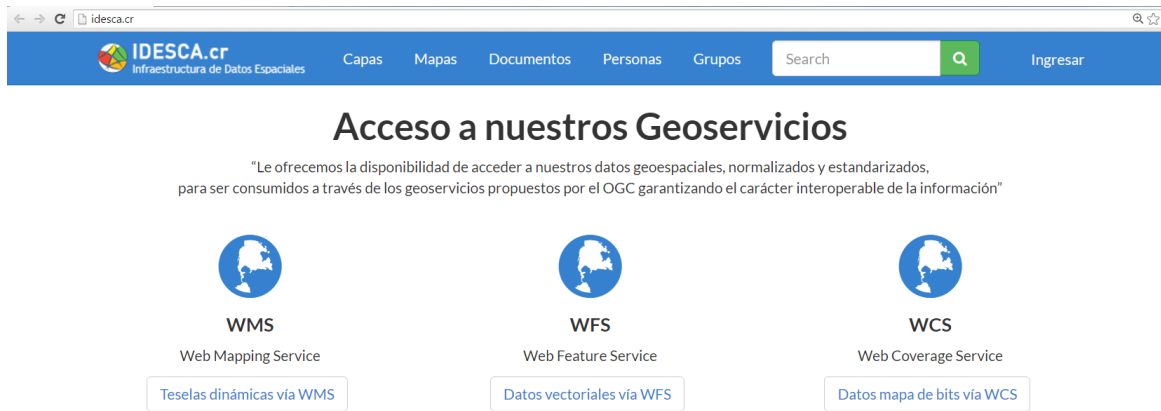 idesca.cr
IDESCA.cr
Infraestructura de Datos Espaciales
Capas Mapas Documentos Personas Grupos Search Ingresar
Acceso a nuestros Geoservicios
“Le ofrecemos la disponibilidad de acceder a nuestros datos geoespaciales, normalizados y estandarizados,
para ser consumidos a través de los geoservicios propuestos por el OGC garantizando el carácter interoperable de la información”
WMS WFS WCS
Web Mapping Service Web Feature Service Web Coverage Service
Teselas dinámicas vía WMS Datos vectoriales vía WFS Datos mapa de bits vía WCS